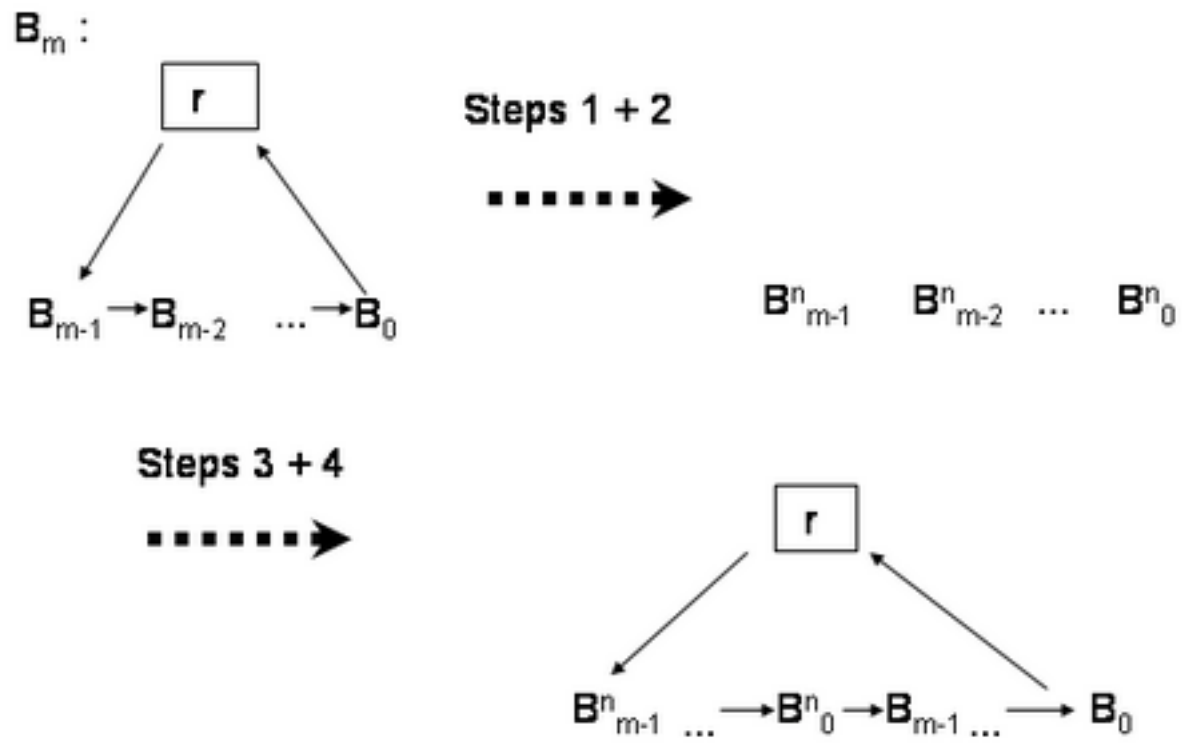 Bₘ :
r
Steps 1 + 2
Bₘ₋₁ → Bₘ₋₂ ... → B₀
Bⁿₘ₋₁ Bⁿₘ₋₂ ... Bⁿ₀
Steps 3 + 4
r
Bⁿₘ₋₁ ... → Bⁿ₀ → Bₘ₋₁ ... → B₀